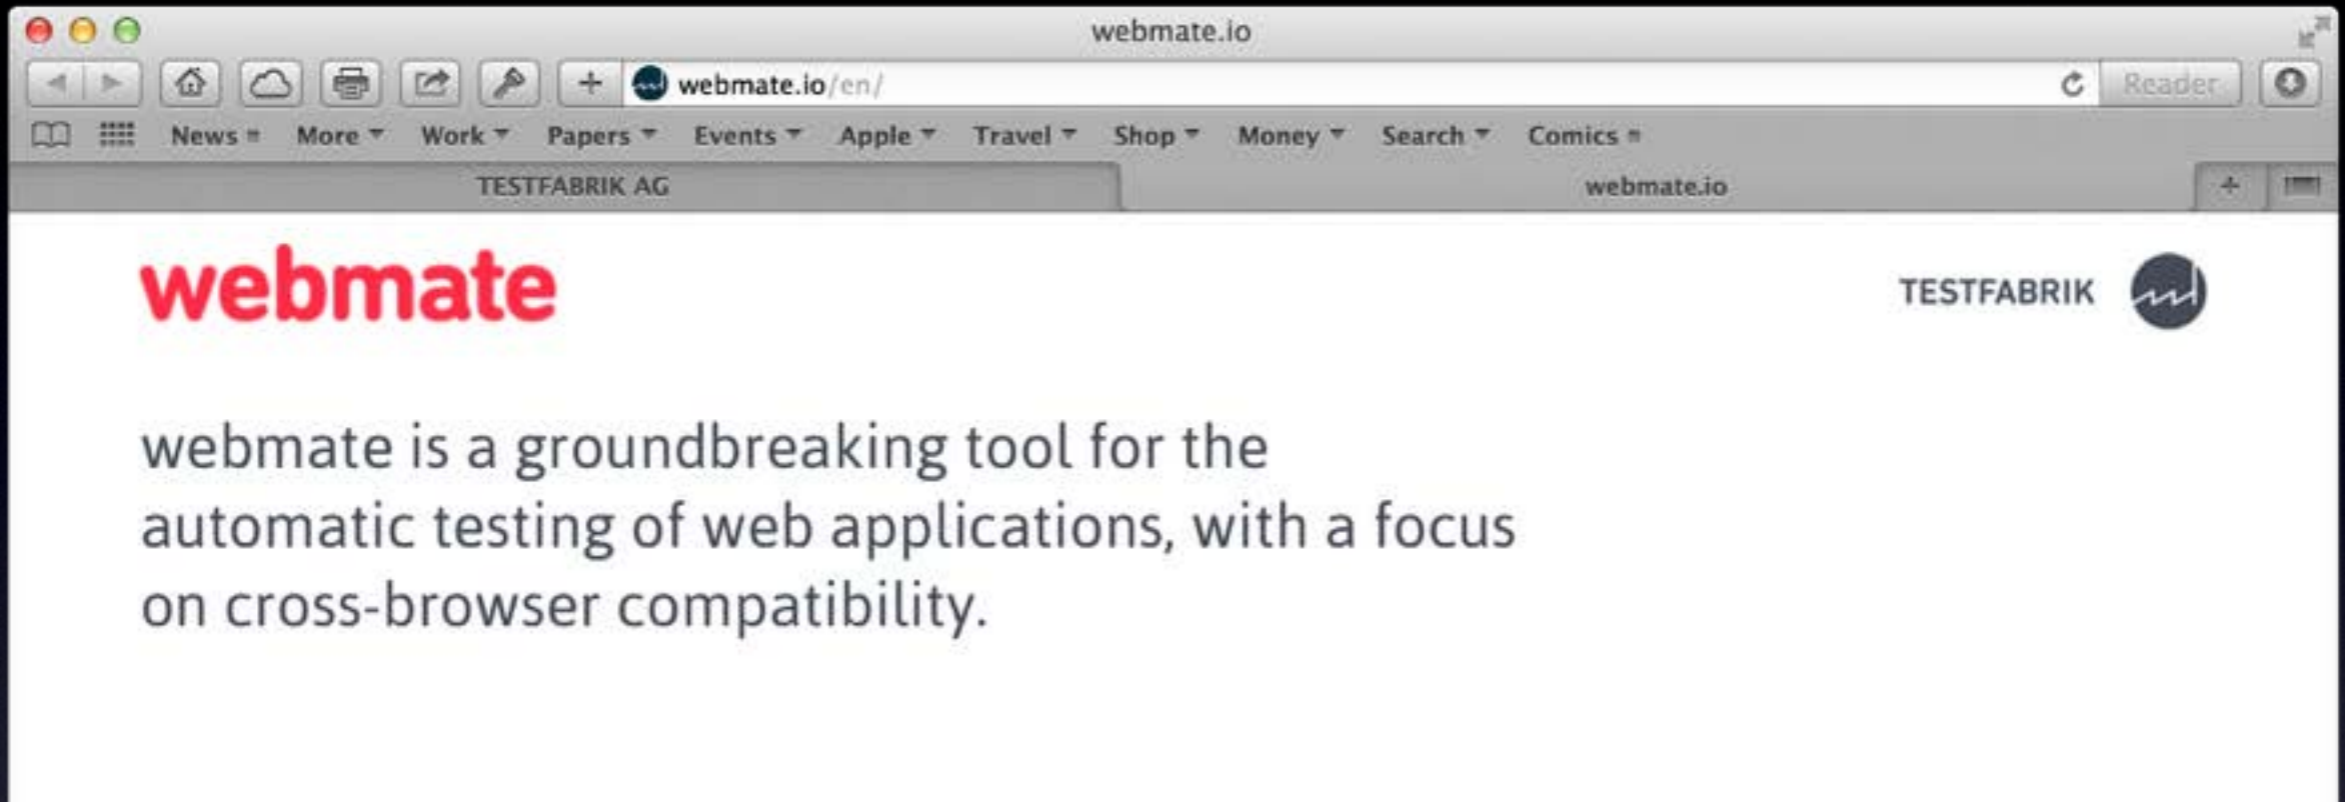 webmate.io
webmate.io/en/
Reader
News More Work Papers Events Apple Travel Shop Money Search Comics
TESTFABRIK AG webmate.io
webmate TESTFABRIK
webmate is a groundbreaking tool for the
automatic testing of web applications, with a focus
on cross-browser compatibility.